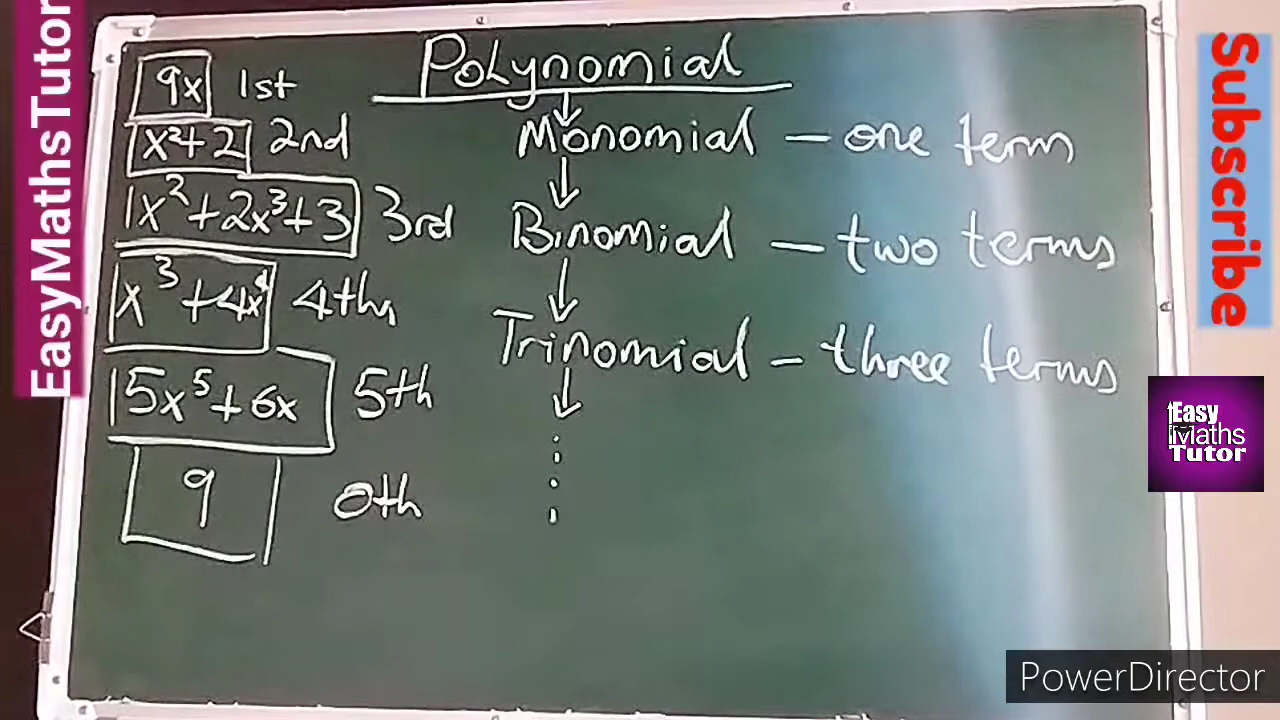 EasyMathsTutor
Polynomial
9x 1st
x²+2 2nd
1x²+2x³+3 3rd
x³+4x⁴ 4th
5x⁵+6x 5th
9 0th
Monomial – one term
Binomial – two terms
Trinomial – three terms
Subscribe
Easy
Maths
Tutor
PowerDirector